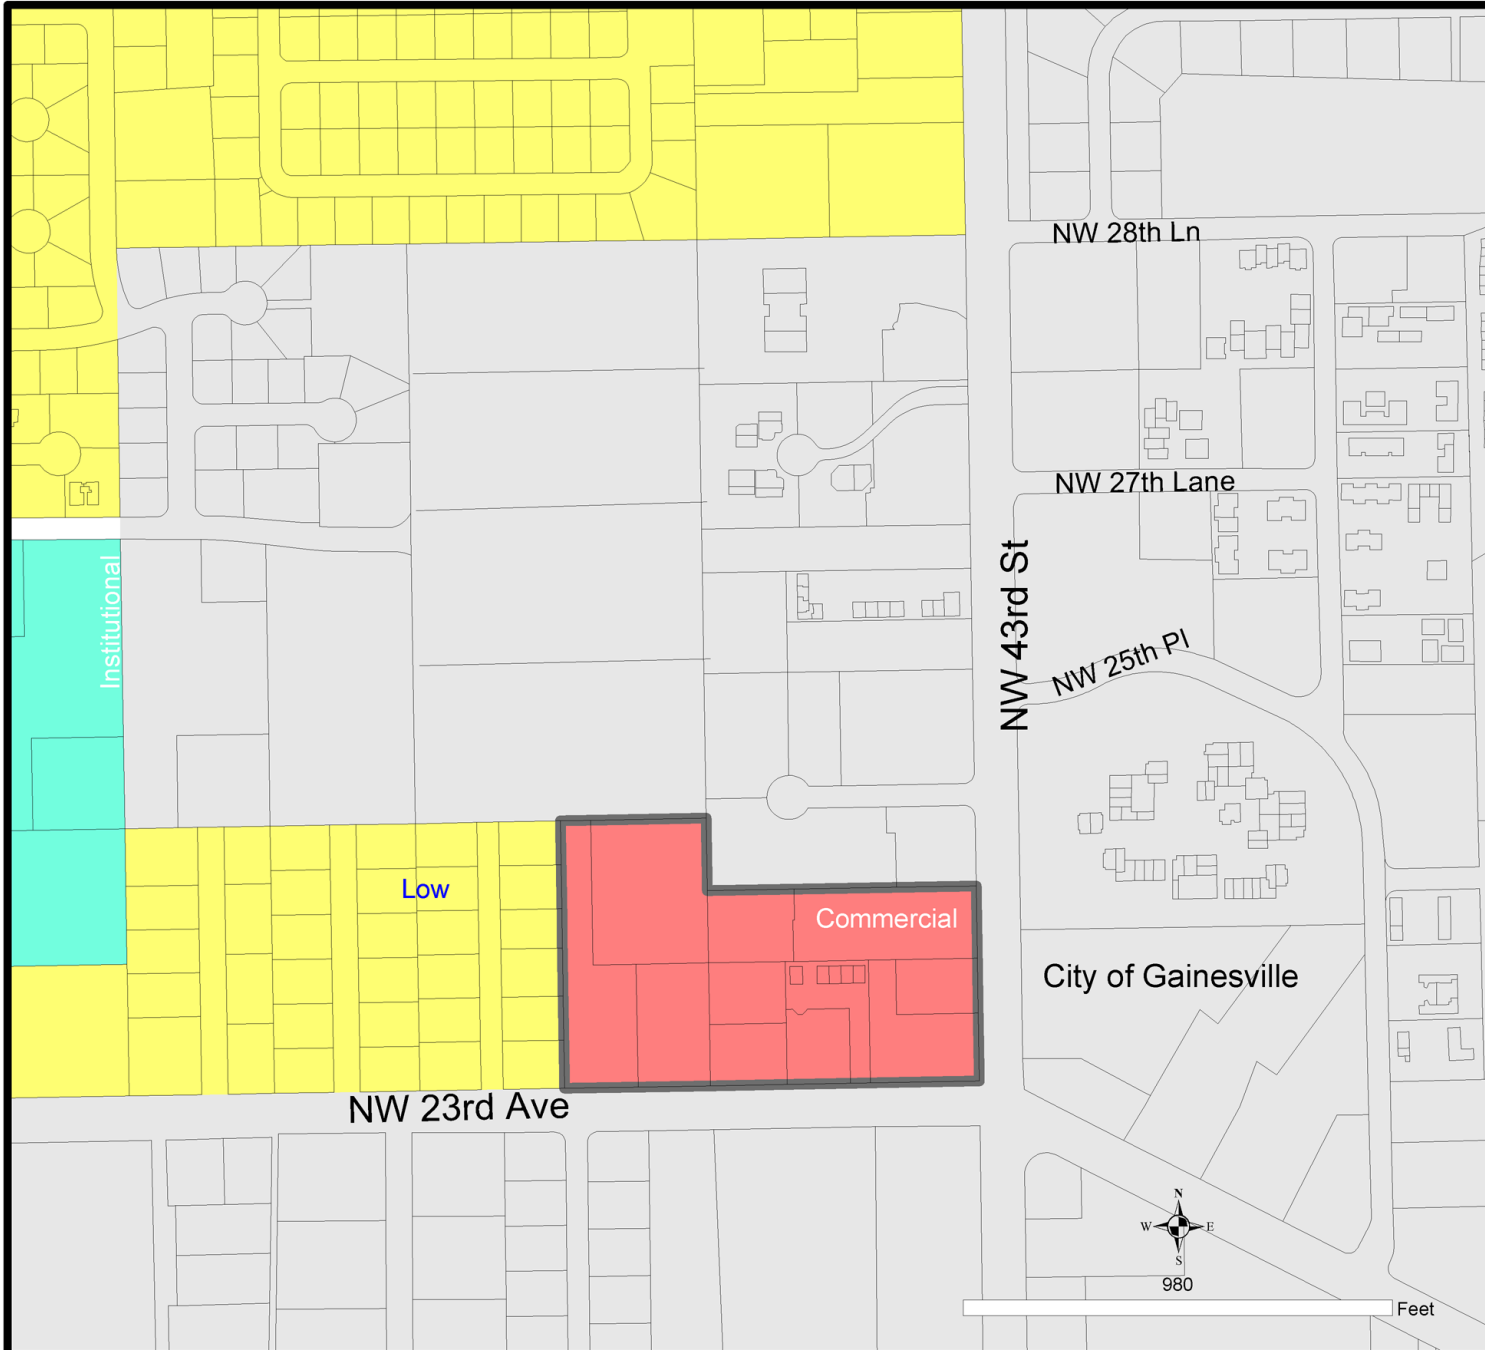 NW 28th Ln
NW 27th Lane
Institutional
NW 43rd St
NW 25th Pl
Low
Commercial
City of Gainesville
NW 23rd Ave
N
W E
S
980
Feet